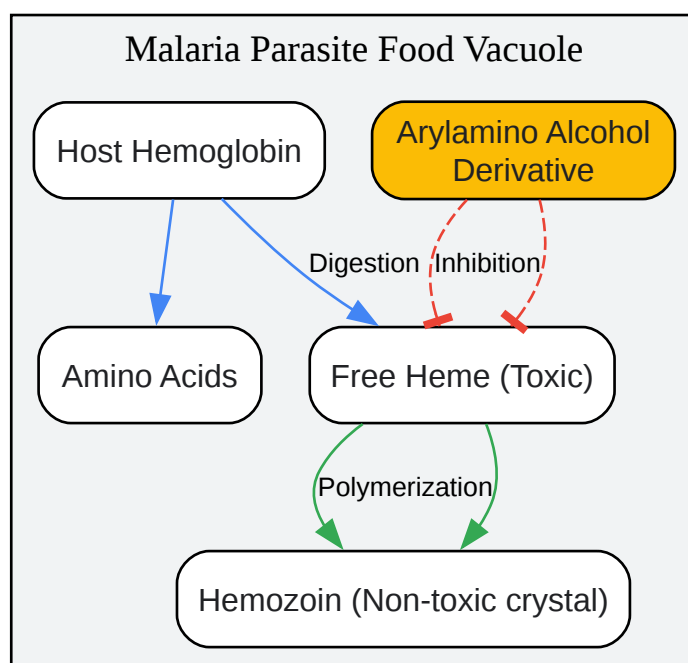 Malaria Parasite Food Vacuole
Host Hemoglobin
Arylamino Alcohol
Derivative
Digestion
Inhibition
Amino Acids
Free Heme (Toxic)
Polymerization
Hemozoin (Non-toxic crystal)